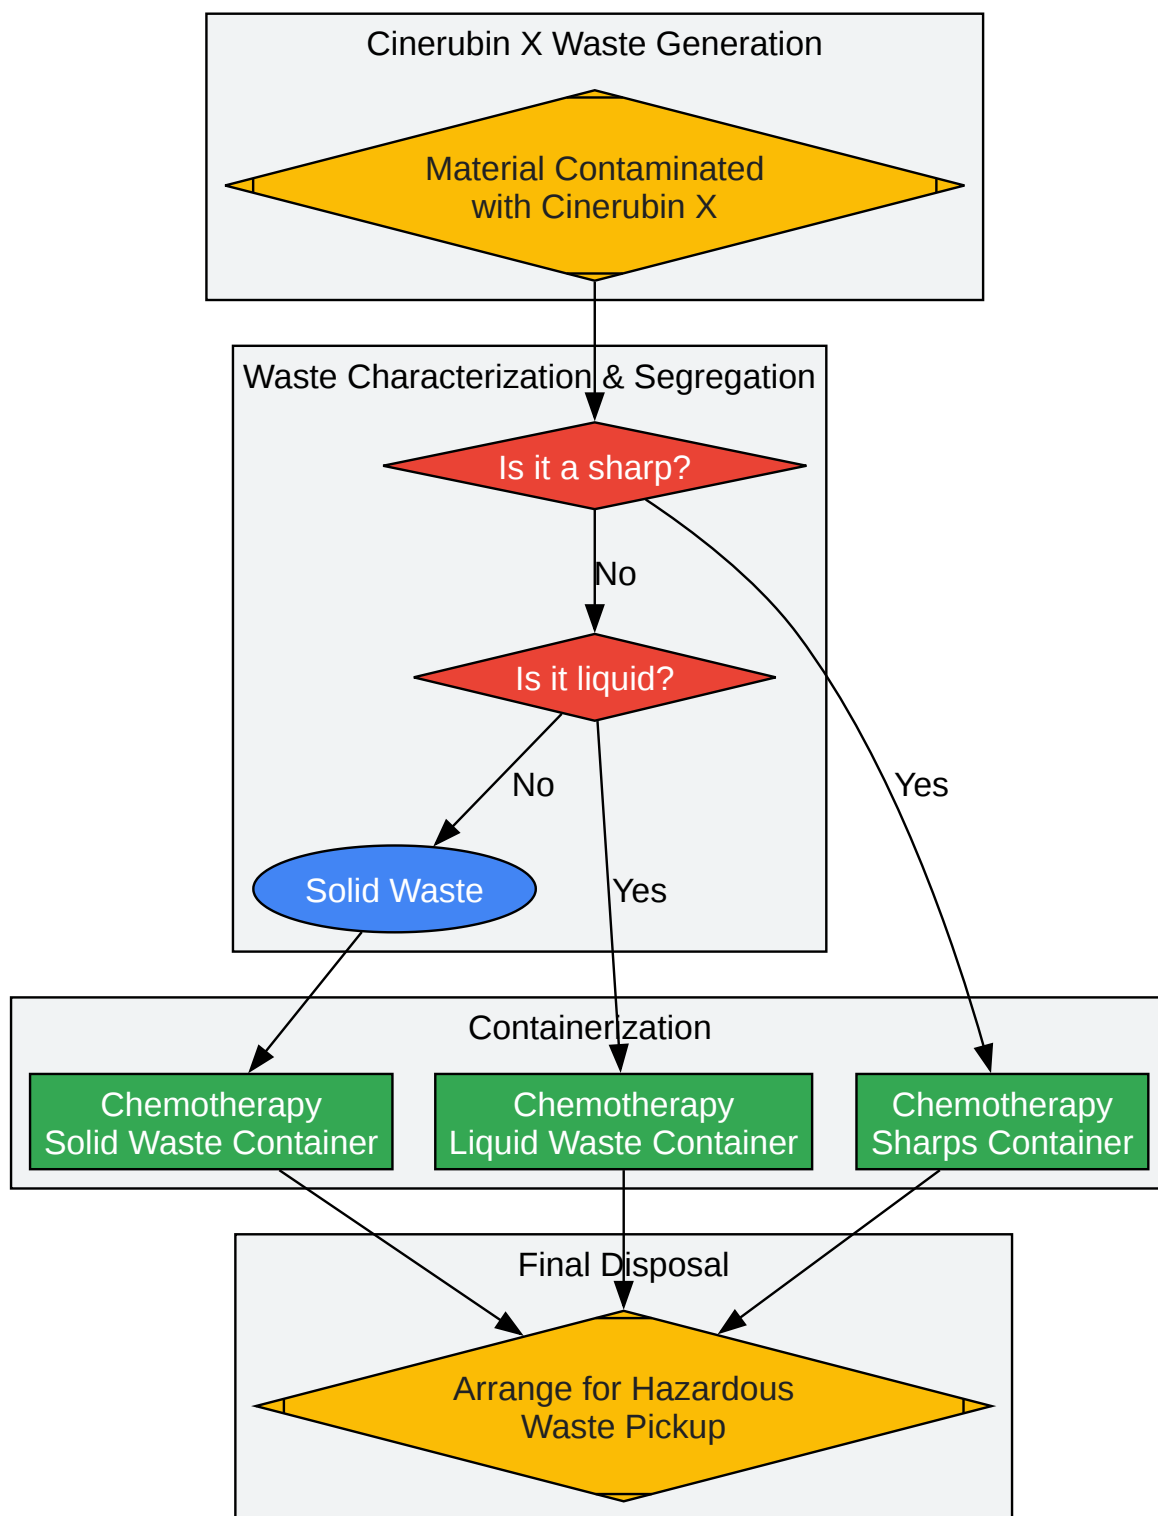 Cinerubin X Waste Generation
Material Contaminated
with Cinerubin X
Waste Characterization & Segregation
Is it a sharp?
No
Is it liquid?
No
Yes
Solid Waste
Yes
Containerization
Chemotherapy
Solid Waste Container
Chemotherapy
Liquid Waste Container
Chemotherapy
Sharps Container
Final Disposal
Arrange for Hazardous
Waste Pickup